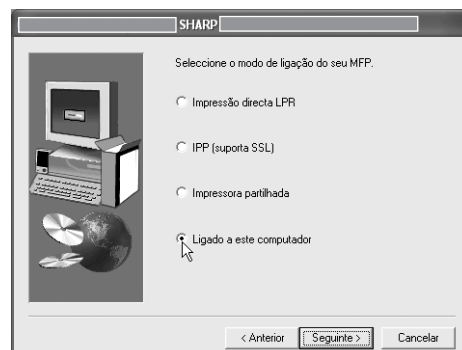 SHARP
Seleccione o modo de ligação do seu MFP.
Impressão directa LPR
IPP (suporta SSL)
Impressora partilhada
Ligado a este computador
< Anterior Seguinte > Cancelar